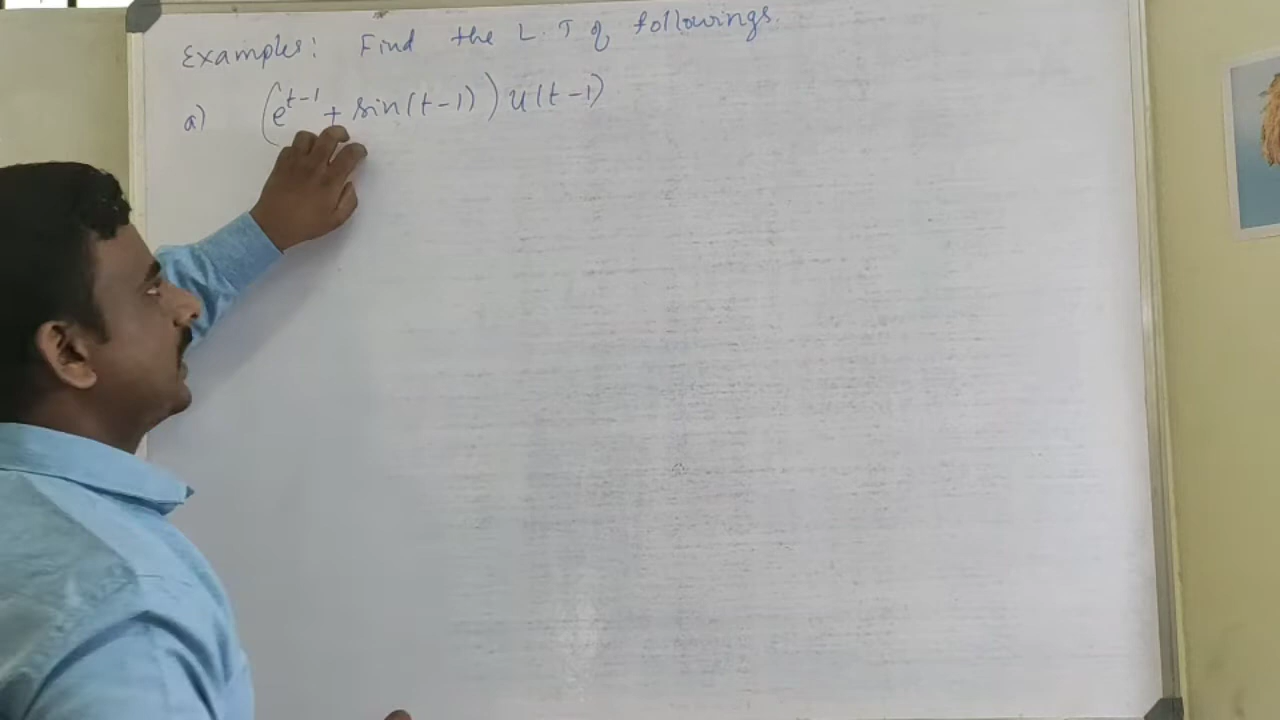 Examples: Find the L.T of followings.
a) (e^{t-1} + sin(t-1)) u(t-1)